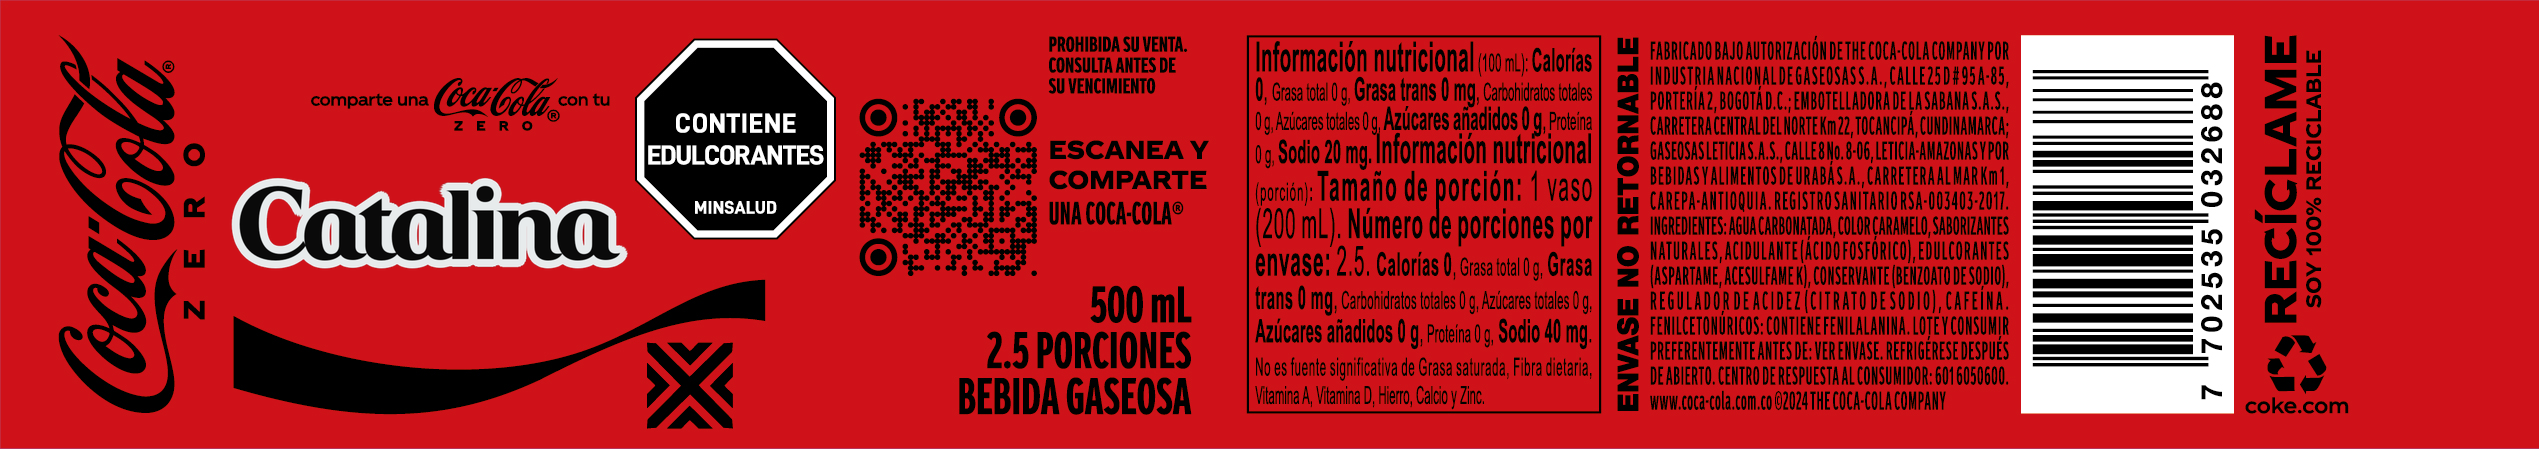 Coca-Cola®
ZERO
comparte una Coca-Cola® con tu
ZERO
Catalina
CONTIENE
EDULCORANTES
MINSALUD
PROHIBIDA SU VENTA.
CONSULTA ANTES DE
SU VENCIMIENTO
ESCANEA Y
COMPARTE
UNA COCA-COLA®
500 mL
2.5 PORCIONES
BEBIDA GASEOSA
Información nutricional (100 mL): Calorías
0, Grasa total 0 g, Grasa trans 0 mg, Carbohidratos totales
0 g, Azúcares totales 0 g, Azúcares añadidos 0 g, Proteína
0 g, Sodio 20 mg. Información nutricional
(porción): Tamaño de porción: 1 vaso
(200 mL). Número de porciones por
envase: 2.5. Calorías 0, Grasa total 0 g, Grasa
trans 0 mg, Carbohidratos totales 0 g, Azúcares totales 0 g,
Azúcares añadidos 0 g, Proteína 0 g, Sodio 40 mg.
No es fuente significativa de Grasa saturada, Fibra dietaria,
Vitamina A, Vitamina D, Hierro, Calcio y Zinc.
ENVASE NO RETORNABLE
FABRICADO BAJO AUTORIZACIÓN DE THE COCA-COLA COMPANY POR
INDUSTRIA NACIONAL DE GASEOSAS S.A., CALLE 25 D # 95 A-85,
PORTERÍA 2, BOGOTÁ D.C.; EMBOTELLADORA DE LA SABANA S.A.S.,
CARRETERA CENTRAL DEL NORTE Km 22, TOCANCIPÁ, CUNDINAMARCA;
GASEOSAS LETICIA S.A.S., CALLE 8 No. 8-06, LETICIA-AMAZONAS Y POR
BEBIDAS Y ALIMENTOS DE URABÁ S.A., CARRETERA AL MAR Km 1,
CAREPA-ANTIOQUIA. REGISTRO SANITARIO RSA-003403-2017.
INGREDIENTES: AGUA CARBONATADA, COLOR CARAMELO, SABORIZANTES
NATURALES, ACIDULANTE (ÁCIDO FOSFÓRICO), EDULCORANTES
(ASPARTAME, ACESULFAME K), CONSERVANTE (BENZOATO DE SODIO),
REGULADOR DE ACIDEZ (CITRATO DE SODIO), CAFEÍNA.
FENILCETONÚRICOS: CONTIENE FENILALANINA. LOTE Y CONSUMIR
PREFERENTEMENTE ANTES DE: VER ENVASE. REFRIGÉRESE DESPUÉS
DE ABIERTO. CENTRO DE RESPUESTA AL CONSUMIDOR: 601 6050600.
www.coca-cola.com.co ©2024 THE COCA-COLA COMPANY
7 702535 032688
RECÍCLAME
SOY 100% RECICLABLE
coke.com